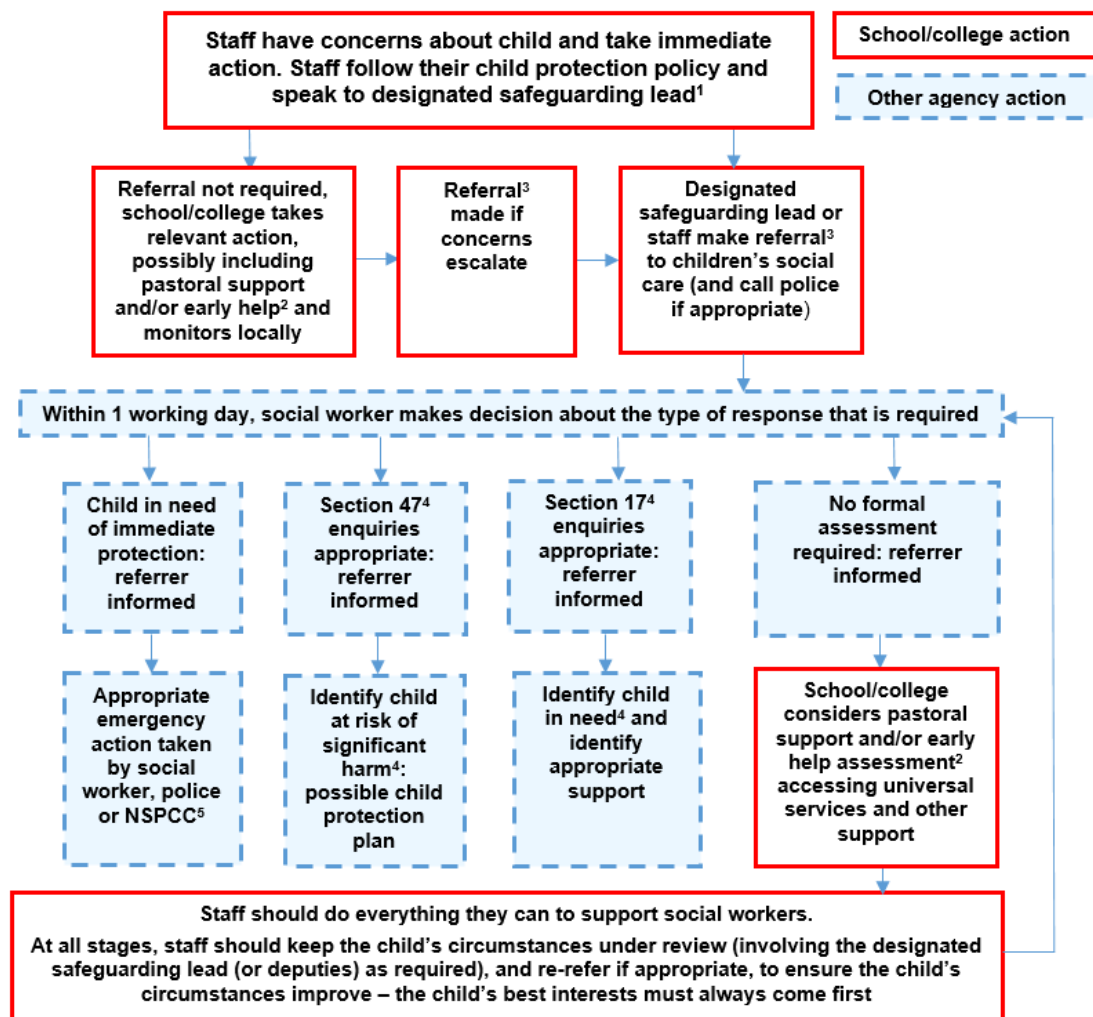 Staff have concerns about child and take immediate
action. Staff follow their child protection policy and
speak to designated safeguarding lead¹
School/college action
Other agency action
Referral not required,
school/college takes
relevant action,
possibly including
pastoral support
and/or early help² and
monitors locally
Referral³
made if
concerns
escalate
Designated
safeguarding lead or
staff make referral³
to children’s social
care (and call police
if appropriate)
Within 1 working day, social worker makes decision about the type of response that is required
Child in need
of immediate
protection:
referrer
informed
Section 47⁴
enquiries
appropriate:
referrer
informed
Section 17⁴
enquiries
appropriate:
referrer
informed
No formal
assessment
required: referrer
informed
Appropriate
emergency
action taken
by social
worker, police
or NSPCC⁵
Identify child
at risk of
significant
harm⁴:
possible child
protection
plan
Identify child
in need⁴ and
identify
appropriate
support
School/college
considers pastoral
support and/or early
help assessment²
accessing universal
services and other
support
Staff should do everything they can to support social workers.
At all stages, staff should keep the child’s circumstances under review (involving the designated
safeguarding lead (or deputies) as required), and re-refer if appropriate, to ensure the child’s
circumstances improve – the child’s best interests must always come first